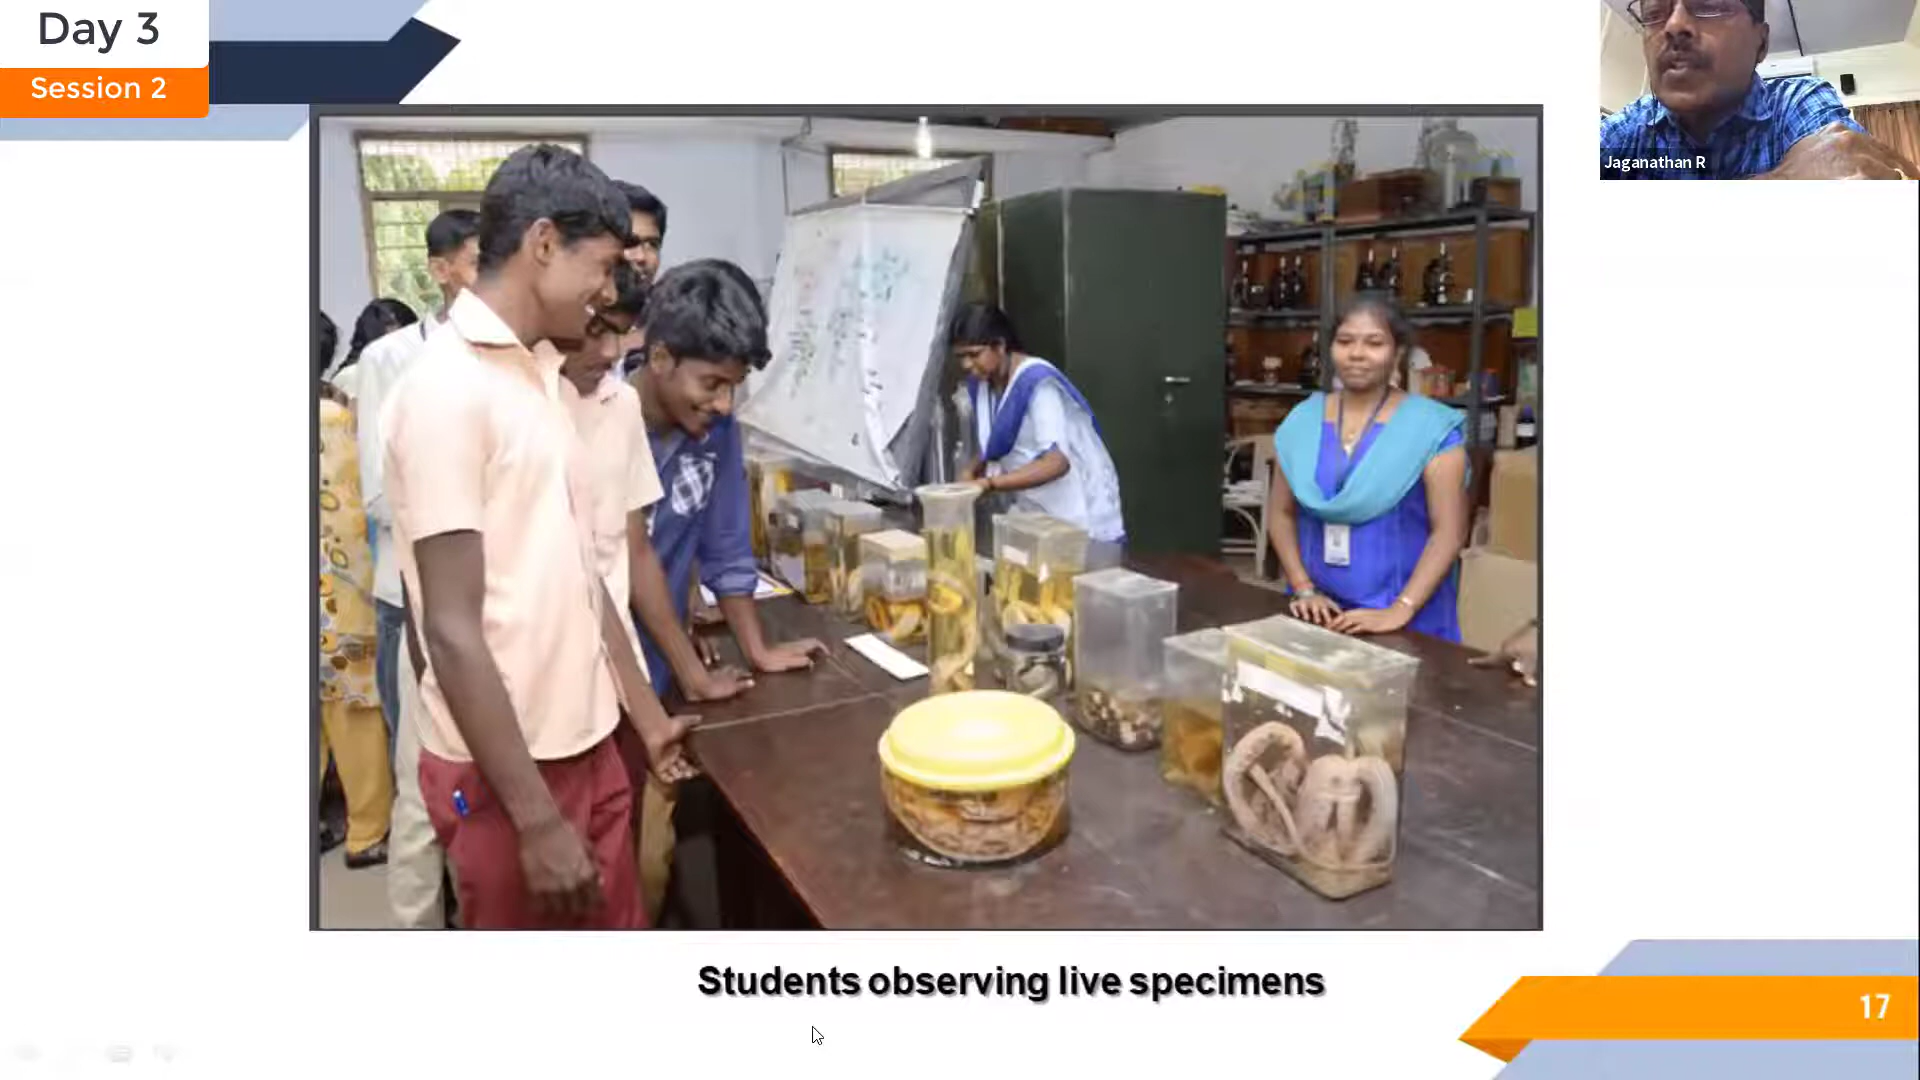 Day 3
Session 2
Jaganathan R
Students observing live specimens
17